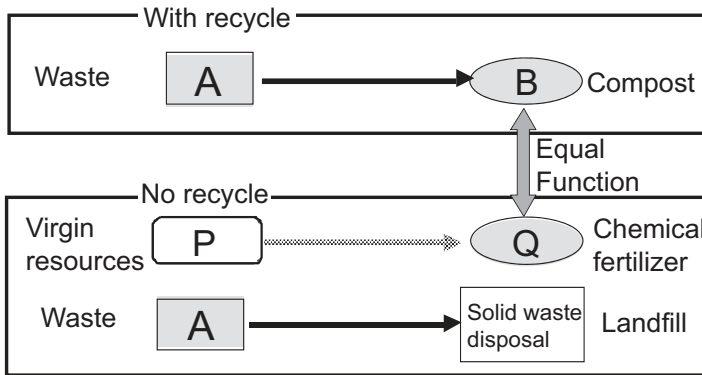 With recycle
Waste A B Compost
Equal
Function
No recycle
Virgin
resources
P Q
Chemical
fertilizer
Waste A
Solid waste
disposal
Landfill